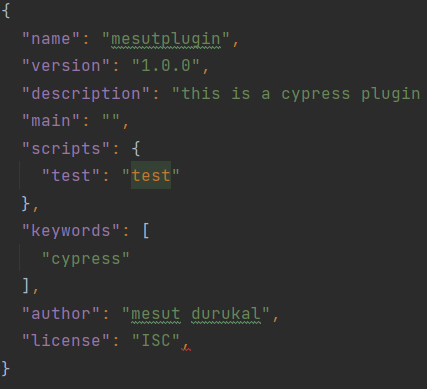 {
"name": "mesutplugin",
"version": "1.0.0",
"description": "this is a cypress plugin
"main": "",
"scripts": {
"test": "test"
},
"keywords": [
"cypress"
],
"author": "mesut durukal",
"license": "ISC",
}